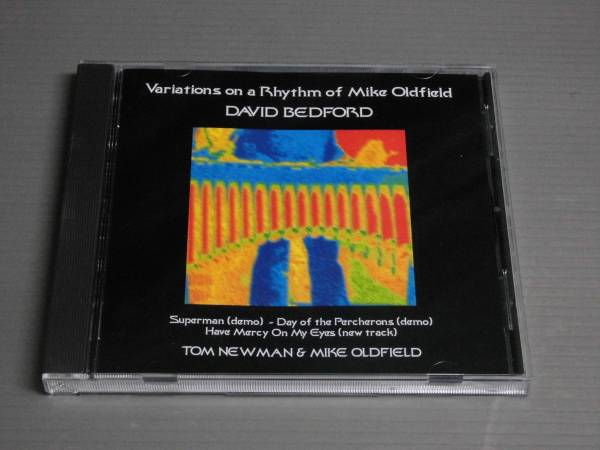 Variations on a Rhythm of Mike Oldfield
DAVID BEDFORD
Superman (demo) - Day of the Percherons (demo)
Have Mercy On My Eyes (new track)
TOM NEWMAN & MIKE OLDFIELD